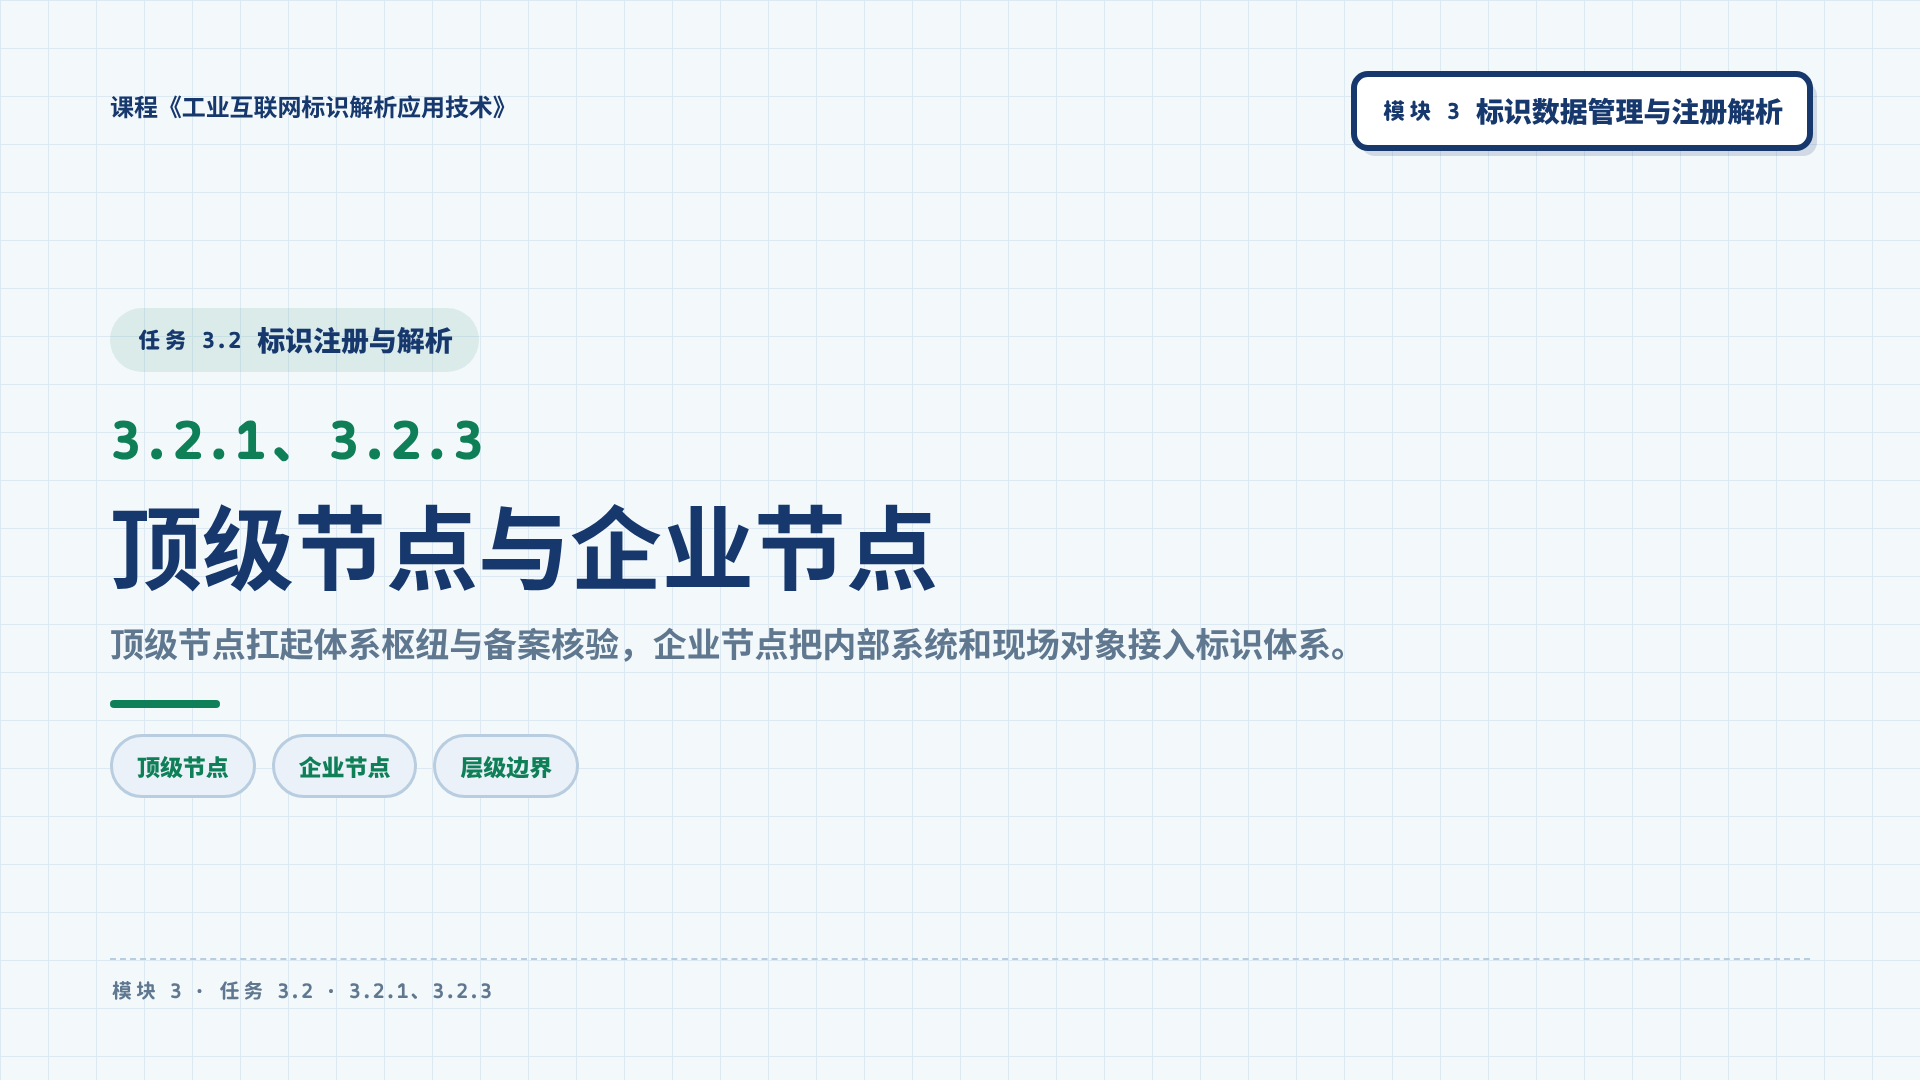 课程《工业互联网标识解析应用技术》
模块 3 标识数据管理与注册解析
任务 3.2 标识注册与解析
3.2.1、3.2.3
顶级节点与企业节点
顶级节点扛起体系枢纽与备案核验，企业节点把内部系统和现场对象接入标识体系。
顶级节点
企业节点
层级边界
模块 3 · 任务 3.2 · 3.2.1、3.2.3